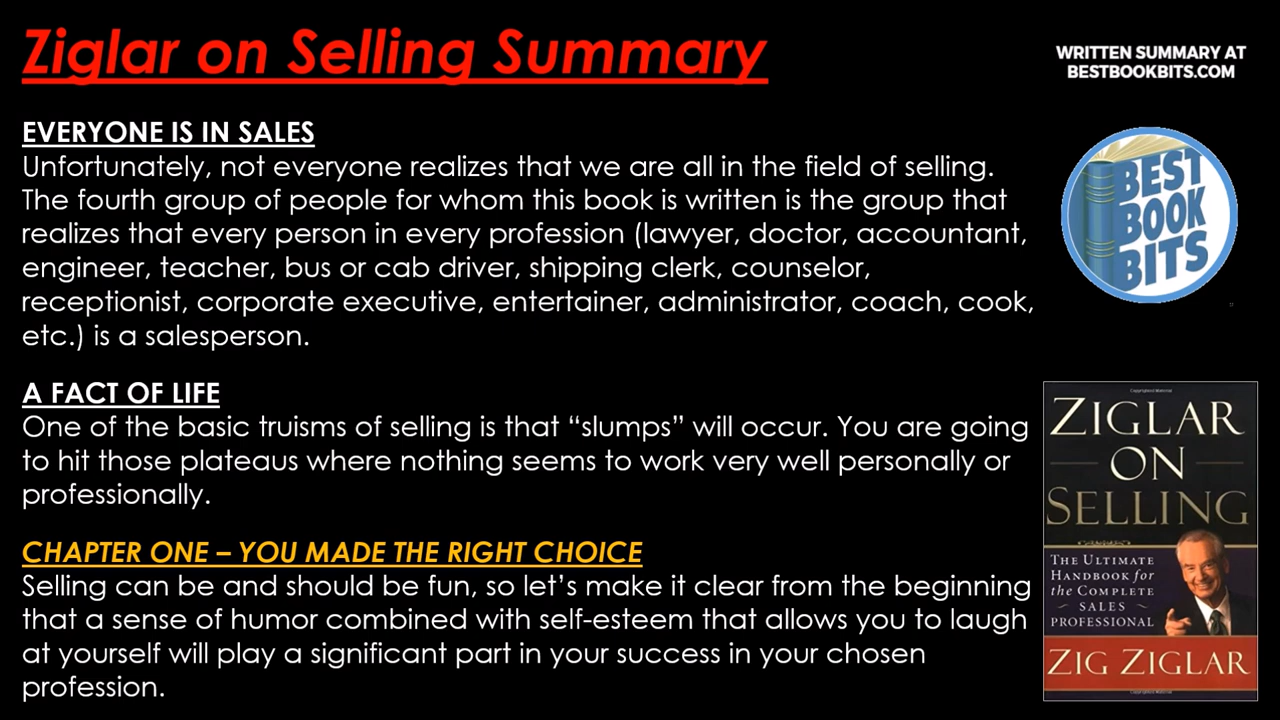 Ziglar on Selling Summary
WRITTEN SUMMARY AT
BESTBOOKBITS.COM
EVERYONE IS IN SALES
Unfortunately, not everyone realizes that we are all in the field of selling.
The fourth group of people for whom this book is written is the group that
realizes that every person in every profession (lawyer, doctor, accountant,
engineer, teacher, bus or cab driver, shipping clerk, counselor,
receptionist, corporate executive, entertainer, administrator, coach, cook,
etc.) is a salesperson.
BEST
BOOK
BITS
A FACT OF LIFE
One of the basic truisms of selling is that “slumps” will occur. You are going
to hit those plateaus where nothing seems to work very well personally or
professionally.
CHAPTER ONE – YOU MADE THE RIGHT CHOICE
Selling can be and should be fun, so let’s make it clear from the beginning
that a sense of humor combined with self-esteem that allows you to laugh
at yourself will play a significant part in your success in your chosen
profession.
ZIGLAR
ON
SELLING
THE ULTIMATE
HANDBOOK for
the COMPLETE
SALES
PROFESSIONAL
ZIG ZIGLAR